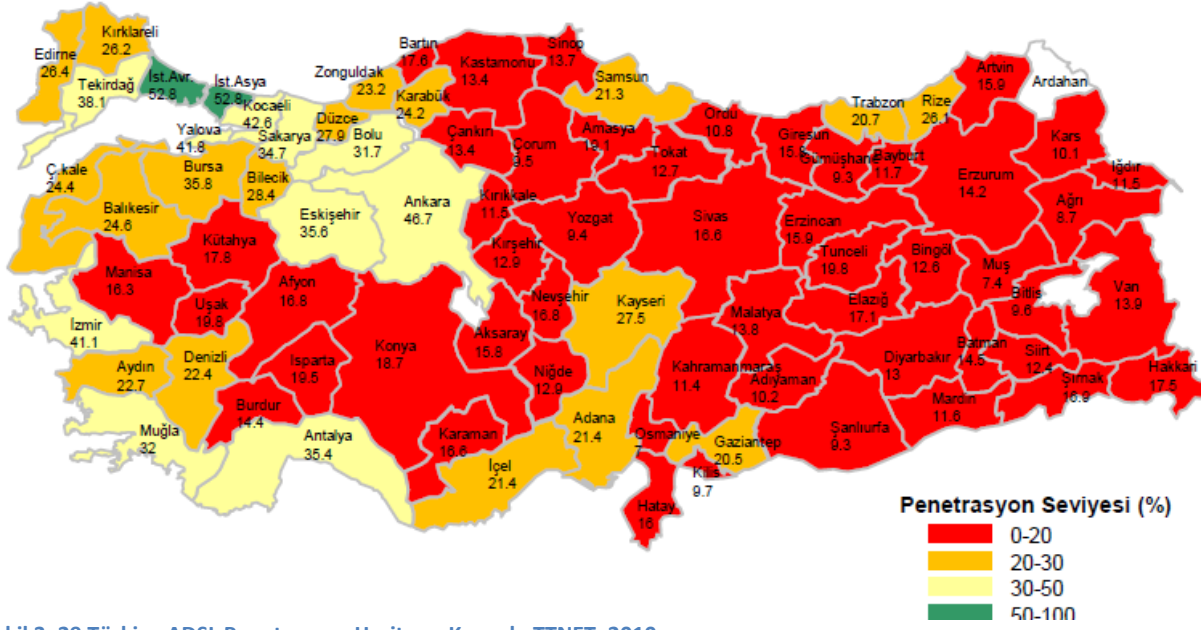 Kırklareli
26.2
Edirne
26.4
Tekirdağ
38.1
İst.Avr.
52.8
İst.Asya
52.8
Kocaeli
42.6
Yalova
41.8
Sakarya
34.7
Düzce
27.9
Bolu
31.7
Zonguldak
23.2
Bartın
17.6
Karabük
24.2
Kastamonu
13.4
Sinop
13.7
Samsun
21.3
Çankırı
13.4
Çorum
9.5
Amasya
19.1
Tokat
12.7
Ordu
10.8
Giresun
Gümüşhane
9.3
Bayburt
11.7
Trabzon
20.7
Rize
26.1
Artvin
15.9
Ardahan
Kars
10.1
Iğdır
11.5
Ağrı
8.7
Erzurum
14.2
Erzincan
15.9
Ç.kale
24.4
Balıkesir
24.6
Bursa
35.8
Bilecik
28.4
Eskişehir
35.6
Ankara
46.7
Kırıkkale
11.5
Kırşehir
12.9
Yozgat
9.4
Sivas
16.6
Tunceli
19.8
Bingöl
12.6
Muş
7.4
Bitlis
9.6
Van
13.9
Kütahya
17.8
Manisa
16.3
Uşak
19.8
Afyon
16.8
İzmir
41.1
Aydın
22.7
Denizli
22.4
Isparta
19.5
Burdur
14.4
Muğla
32
Antalya
35.4
Konya
18.7
Aksaray
15.8
Nevşehir
16.8
Niğde
12.9
Kayseri
27.5
Malatya
13.8
Elazığ
17.1
Kahramanmaraş
11.4
Adıyaman
10.2
Diyarbakır
13
Batman
14.5
Siirt
12.4
Şırnak
16.9
Hakkari
17.5
Mardin
11.6
Şanlıurfa
9.3
Karaman
16.6
İçel
21.4
Adana
21.4
Osmaniye
7
Gaziantep
20.5
Kilis
9.7
Hatay
16
Penetrasyon Seviyesi (%)
0-20
20-30
30-50
50-100